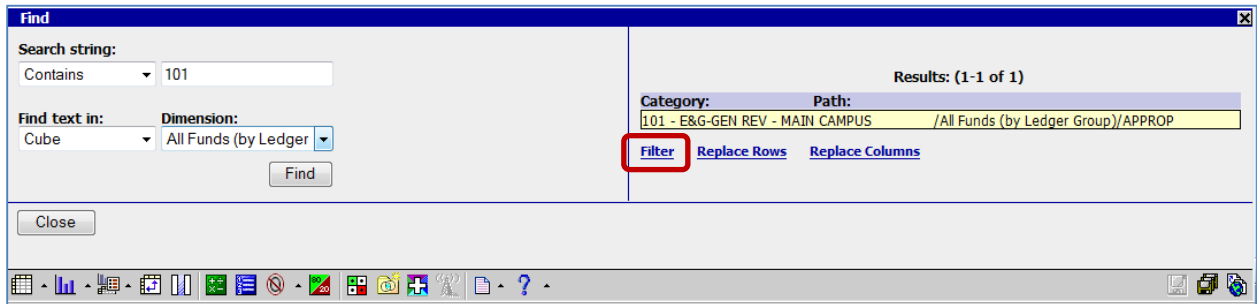 Find
Search string:
Contains 101
Find text in: Dimension:
Cube All Funds (by Ledger
Find
Close
Results: (1-1 of 1)
Category: Path:
101 - E&G-GEN REV - MAIN CAMPUS /All Funds (by Ledger Group)/APPROP
Filter Replace Rows Replace Columns